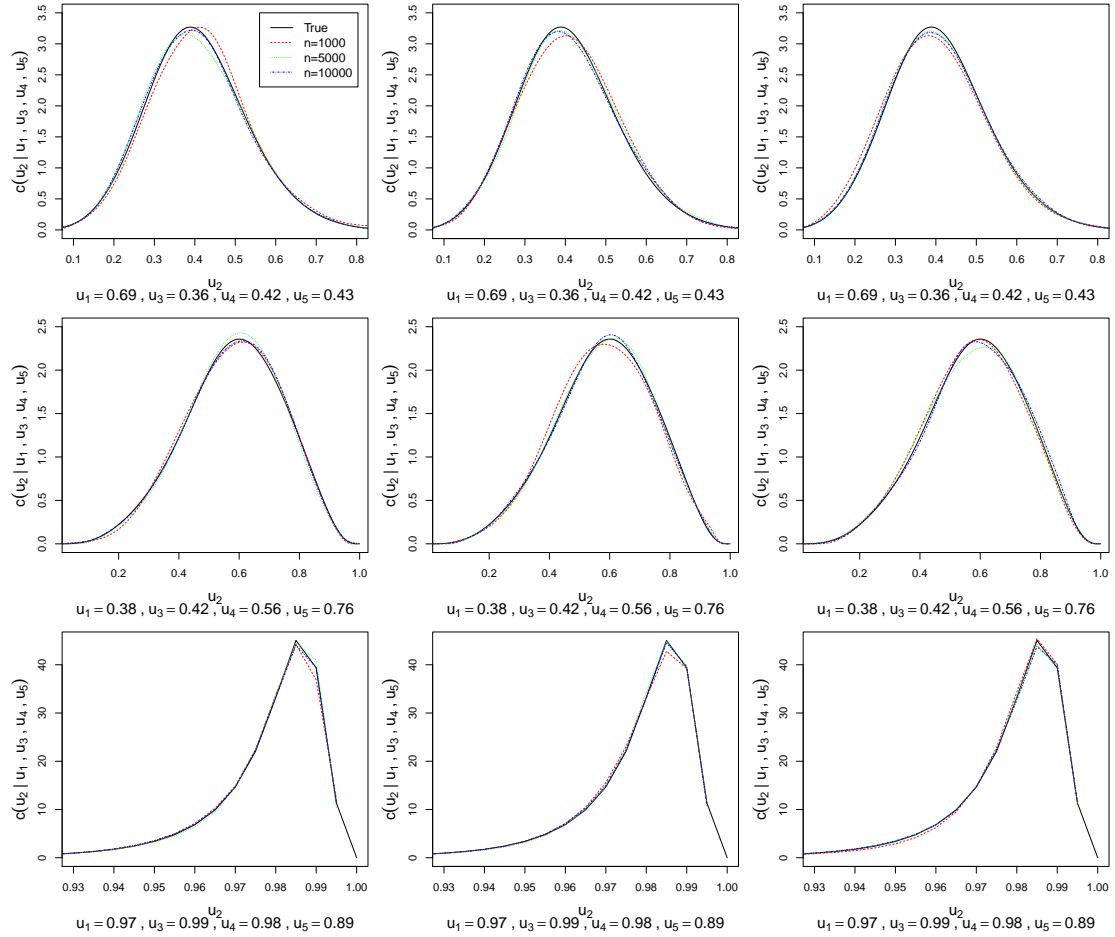 True
n=1000
n=5000
n=10000
c(u₂ | u₁ , u₃ , u₄ , u₅)
0.0 0.5 1.0 1.5 2.0 2.5 3.0 3.5
0.1 0.2 0.3 0.4 0.5 0.6 0.7 0.8
u₂
u₁ = 0.69 , u₃ = 0.36 , u₄ = 0.42 , u₅ = 0.43
c(u₂ | u₁ , u₃ , u₄ , u₅)
0.0 0.5 1.0 1.5 2.0 2.5 3.0 3.5
0.1 0.2 0.3 0.4 0.5 0.6 0.7 0.8
u₂
u₁ = 0.69 , u₃ = 0.36 , u₄ = 0.42 , u₅ = 0.43
c(u₂ | u₁ , u₃ , u₄ , u₅)
0.0 0.5 1.0 1.5 2.0 2.5 3.0 3.5
0.1 0.2 0.3 0.4 0.5 0.6 0.7 0.8
u₂
u₁ = 0.69 , u₃ = 0.36 , u₄ = 0.42 , u₅ = 0.43
c(u₂ | u₁ , u₃ , u₄ , u₅)
0.0 0.5 1.0 1.5 2.0 2.5
0.2 0.4 0.6 0.8 1.0
u₂
u₁ = 0.38 , u₃ = 0.42 , u₄ = 0.56 , u₅ = 0.76
c(u₂ | u₁ , u₃ , u₄ , u₅)
0.0 0.5 1.0 1.5 2.0 2.5
0.2 0.4 0.6 0.8 1.0
u₂
u₁ = 0.38 , u₃ = 0.42 , u₄ = 0.56 , u₅ = 0.76
c(u₂ | u₁ , u₃ , u₄ , u₅)
0.0 0.5 1.0 1.5 2.0 2.5
0.2 0.4 0.6 0.8 1.0
u₂
u₁ = 0.38 , u₃ = 0.42 , u₄ = 0.56 , u₅ = 0.76
c(u₂ | u₁ , u₃ , u₄ , u₅)
0 10 20 30 40
0.93 0.94 0.95 0.96 0.97 0.98 0.99 1.00
u₂
u₁ = 0.97 , u₃ = 0.99 , u₄ = 0.98 , u₅ = 0.89
c(u₂ | u₁ , u₃ , u₄ , u₅)
0 10 20 30 40
0.93 0.94 0.95 0.96 0.97 0.98 0.99 1.00
u₂
u₁ = 0.97 , u₃ = 0.99 , u₄ = 0.98 , u₅ = 0.89
c(u₂ | u₁ , u₃ , u₄ , u₅)
0 10 20 30 40
0.93 0.94 0.95 0.96 0.97 0.98 0.99 1.00
u₂
u₁ = 0.97 , u₃ = 0.99 , u₄ = 0.98 , u₅ = 0.89